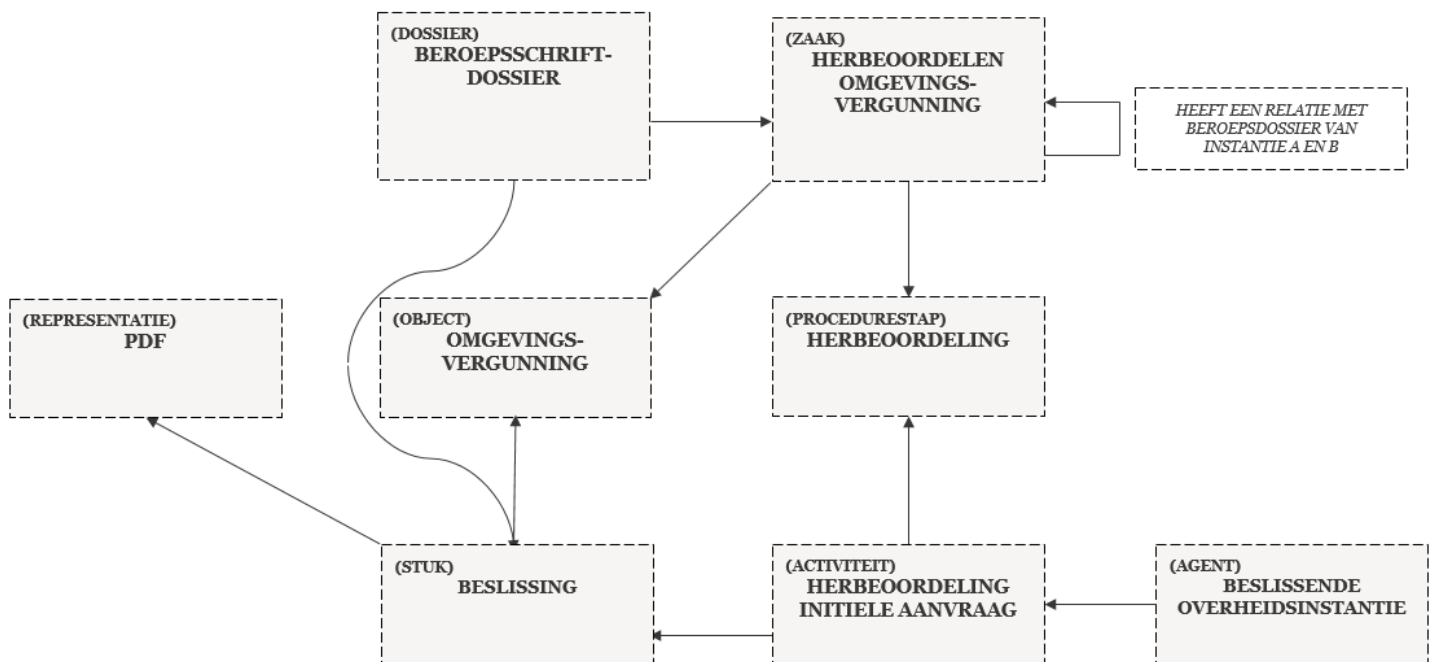 (DOSSIER)
BEROEPSSCHRIFT-
DOSSIER
(ZAAK)
HERBEOORDELEN
OMGEVINGS-
VERGUNNING
HEEFT EEN RELATIE MET
BEROEPSDOSSIER VAN
INSTANTIE A EN B
(REPRESENTATIE)
PDF
(OBJECT)
OMGEVINGS-
VERGUNNING
(PROCEDURESTAP)
HERBEOORDELING
(STUK)
BESLISSING
(ACTIVITEIT)
HERBEOORDELING
INITIELE AANVRAAG
(AGENT)
BESLISSENDE
OVERHEIDSINSTANTIE